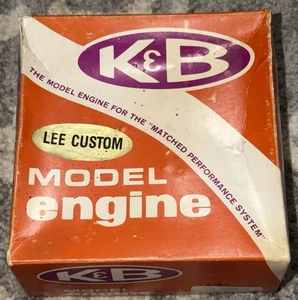 K&B®
THE MODEL ENGINE FOR THE "MATCHED PERFORMANCE SYSTEM"
LEE CUSTOM
MODEL
engine
K&B